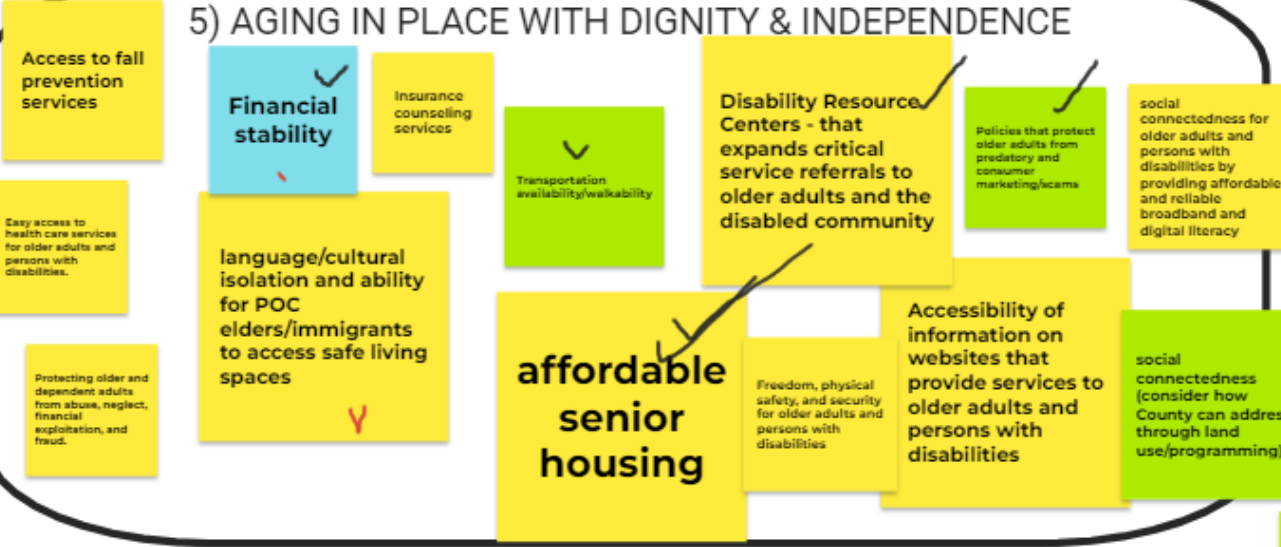 5) AGING IN PLACE WITH DIGNITY & INDEPENDENCE
Access to fall
prevention
services
Financial
stability
Insurance
counseling
services
Transportation
availability/walkability
Disability Resource
Centers - that
expands critical
service referrals to
older adults and the
disabled community
Policies that protect
older adults from
predatory and
consumer
marketing/scams
social
connectedness for
older adults and
persons with
disabilities by
providing affordable
and reliable
broadband and
digital literacy
Easy access to
health care services
for older adults and
persons with
disabilities.
language/cultural
isolation and ability
for POC
elders/immigrants
to access safe living
spaces
Protecting older and
dependent adults
from abuse, neglect,
financial
exploitation, and
fraud.
affordable
senior
housing
Freedom, physical
safety, and security
for older adults and
persons with
disabilities
Accessibility of
information on
websites that
provide services to
older adults and
persons with
disabilities
social
connectedness
(consider how
County can addres
through land
use/programming)